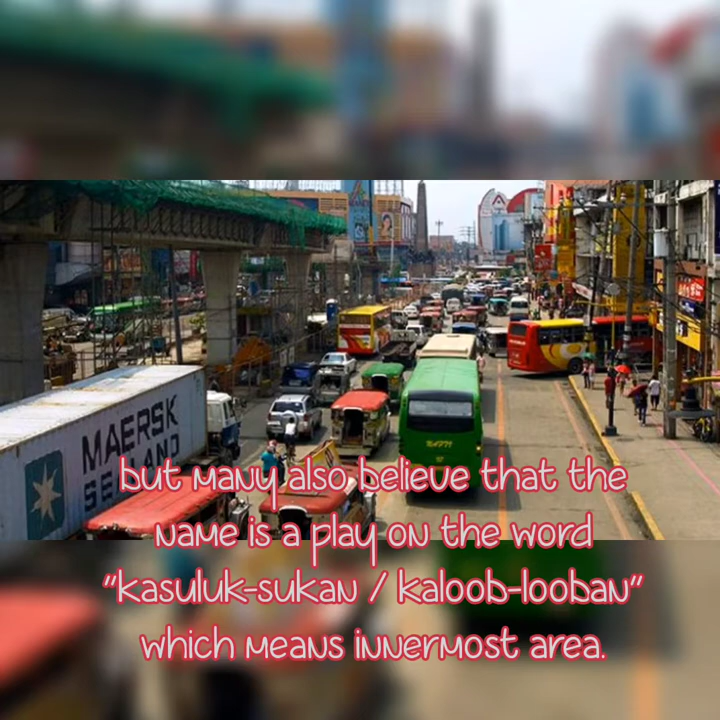 MAERSK
SEALAND
but many also believe that the
name is a play on the word
"kasuluk-sukan / kaloob-looban"
which means innermost area.